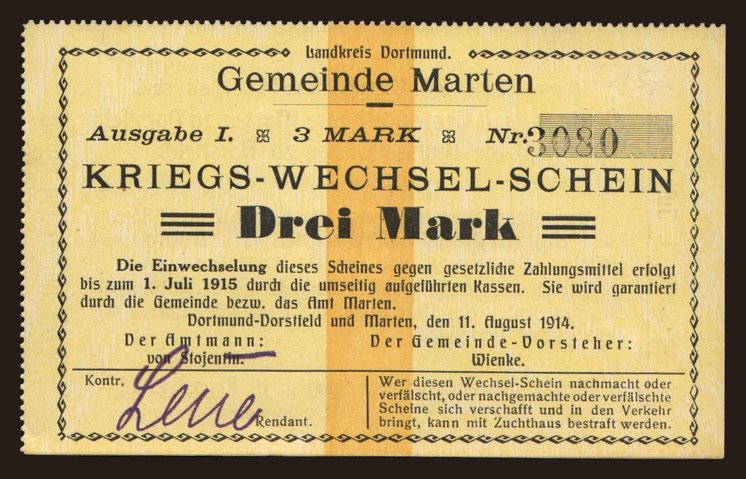 Landkreis Dortmund.
Gemeinde Marten
Ausgabe I. 3 MARK Nr. 3080
KRIEGS-WECHSEL-SCHEIN
Drei Mark
Die Einwechselung dieses Scheines gegen gesetzliche Zahlungsmittel erfolgt
bis zum 1. Juli 1915 durch die umseitig aufgeführten Kassen. Sie wird garantiert
durch die Gemeinde bezw. das Amt Marten.
Dortmund-Dorstfeld und Marten, den 11. August 1914.
Der Amtmann: Der Gemeinde-Vorsteher:
von Stojentin. Wienke.
Kontr.
Rendant.
Wer diesen Wechsel-Schein nachmacht oder
verfälscht, oder nachgemachte oder verfälschte
Scheine sich verschafft und in den Verkehr
bringt, kann mit Zuchthaus bestraft werden.